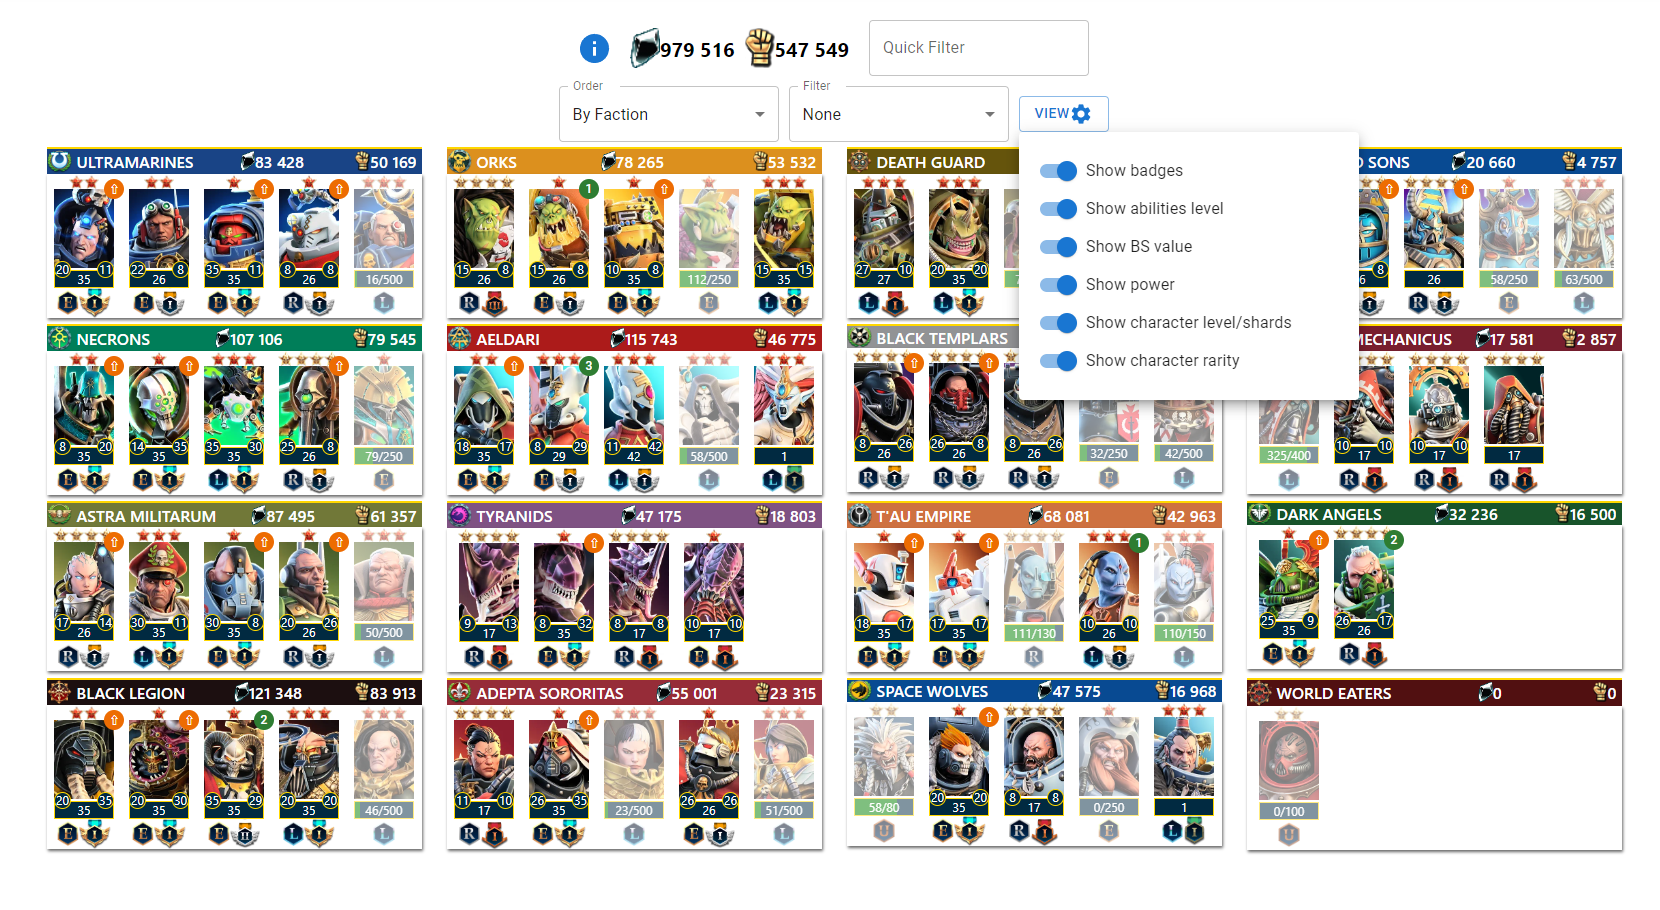 979 516 547 549 Quick Filter
Order Filter
By Faction None VIEW
Show badges
Show abilities level
Show BS value
Show power
Show character level/shards
Show character rarity
ULTRAMARINES 83 428 50 169
20 11 22 8 35 11 8 8
35 26 35 26 16/500
E I E I E I R I L
ORKS 78 265 53 532
1
15 8 15 8 10 8 15 15
26 26 35 112/250 35
R III E I E I E L I
DEATH GUARD
27 10 20 20
27 35
L I L I
D SONS 20 660 4 757
8
6 26 58/250 63/500
I R I E L
NECRONS 107 106 79 545
8 20 14 35 35 30 25 8
35 35 35 26 79/250
E I E I L I R I E
AELDARI 115 743 46 775
3
18 17 8 29 11 42
35 29 42 58/500 1
E I E I L I L L I
BLACK TEMPLARS
8 26 26 8 8 26
26 26 26 32/250 42/500
R I R I R I E L
MECHANICUS 17 581 2 857
10 10 10 10
325/400 17 17 17
L R I R I R I
ASTRA MILITARUM 87 495 61 357
17 14 30 11 30 8 20 26
26 35 35 26 50/500
R I L I E I R I L
TYRANIDS 47 175 18 803
9 13 8 32 8 8 10 10
17 35 17 17
R I E I R I E I
T'AU EMPIRE 68 081 42 963
1
18 17 17 17 10 10
35 35 111/130 26 110/150
E I E I R L I L
DARK ANGELS 32 236 16 500
2
25 9 26 17
35 26
E I R I
BLACK LEGION 121 348 83 913
2
20 35 20 30 35 29 20 20
35 35 35 35 46/500
E I E I E II L I L
ADEPTA SORORITAS 55 001 23 315
11 10 26 35 26 26
17 35 23/500 26 51/500
R I E I L E I L
SPACE WOLVES 47 575 16 968
20 20 8 8
58/80 35 17 0/250 1
U E I R I E L I
WORLD EATERS 0 0
0/100
U